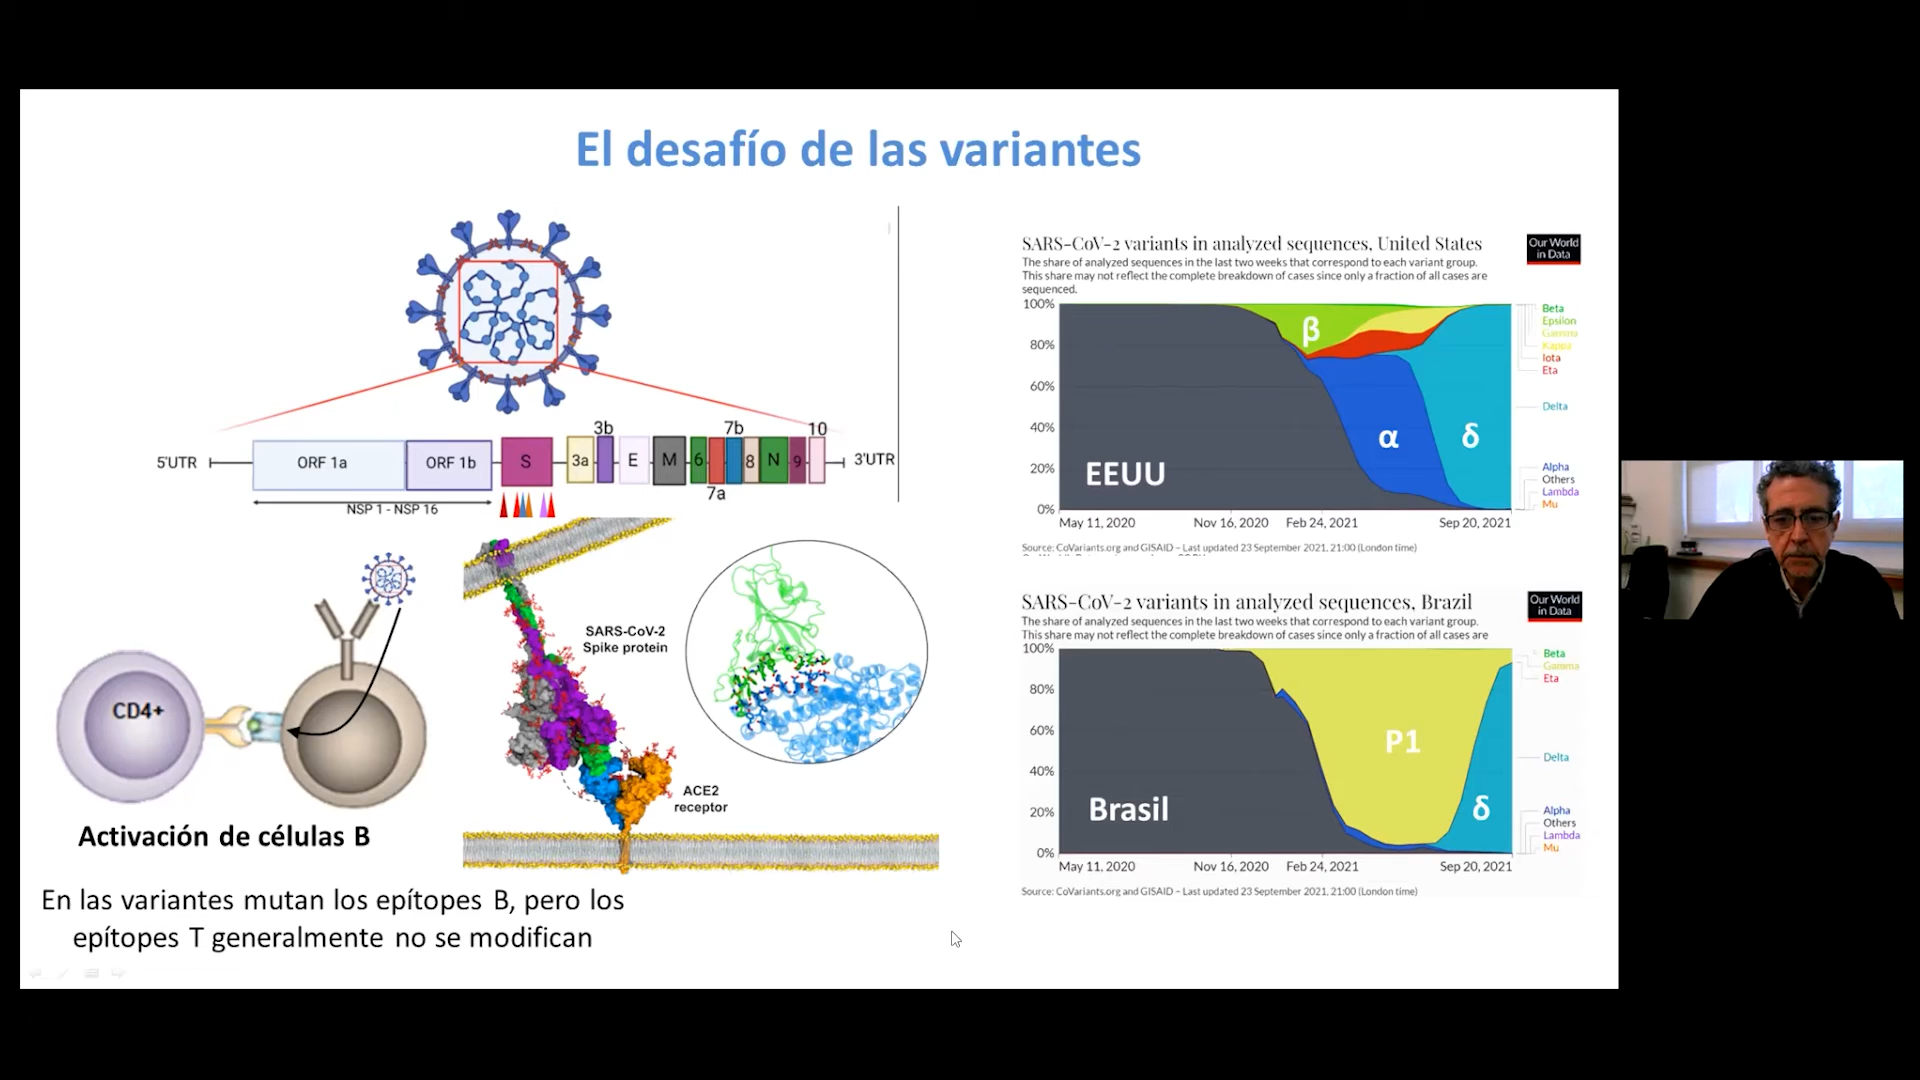 El desafío de las variantes
3b
7b
10
5'UTR
ORF 1a
ORF 1b
S
3a
E
M
6
8
N
9
3'UTR
7a
NSP 1 - NSP 16
CD4+
Activación de células B
SARS-CoV-2
Spike protein
ACE2
receptor
En las variantes mutan los epítopes B, pero los
epítopes T generalmente no se modifican
SARS-CoV-2 variants in analyzed sequences, United States
Our World
in Data
The share of analyzed sequences in the last two weeks that correspond to each variant group.
This share may not reflect the complete breakdown of cases since only a fraction of all cases are
sequenced.
100%
80%
60%
40%
20%
0%
β
α
δ
EEUU
Beta
Epsilon
Gamma
Kappa
Iota
Eta
Delta
Alpha
Others
Lambda
Mu
May 11, 2020
Nov 16, 2020
Feb 24, 2021
Sep 20, 2021
Source: CoVariants.org and GISAID – Last updated 23 September 2021, 21:00 (London time)
SARS-CoV-2 variants in analyzed sequences, Brazil
Our World
in Data
The share of analyzed sequences in the last two weeks that correspond to each variant group.
This share may not reflect the complete breakdown of cases since only a fraction of all cases are
100%
80%
60%
40%
20%
0%
P1
δ
Brasil
Beta
Gamma
Eta
Delta
Alpha
Others
Lambda
Mu
May 11, 2020
Nov 16, 2020
Feb 24, 2021
Sep 20, 2021
Source: CoVariants.org and GISAID – Last updated 23 September 2021, 21:00 (London time)